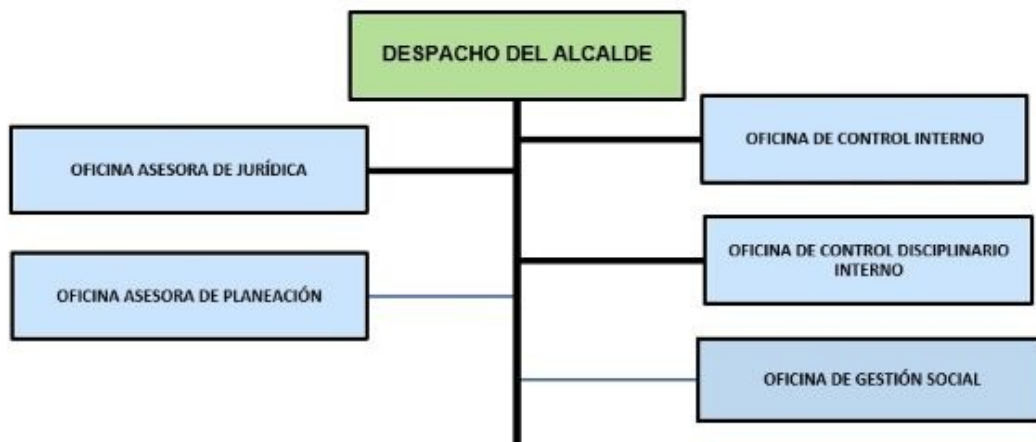 DESPACHO DEL ALCALDE
OFICINA DE CONTROL INTERNO
OFICINA ASESORA DE JURÍDICA
OFICINA DE CONTROL DISCIPLINARIO
INTERNO
OFICINA ASESORA DE PLANEACIÓN
OFICINA DE GESTIÓN SOCIAL